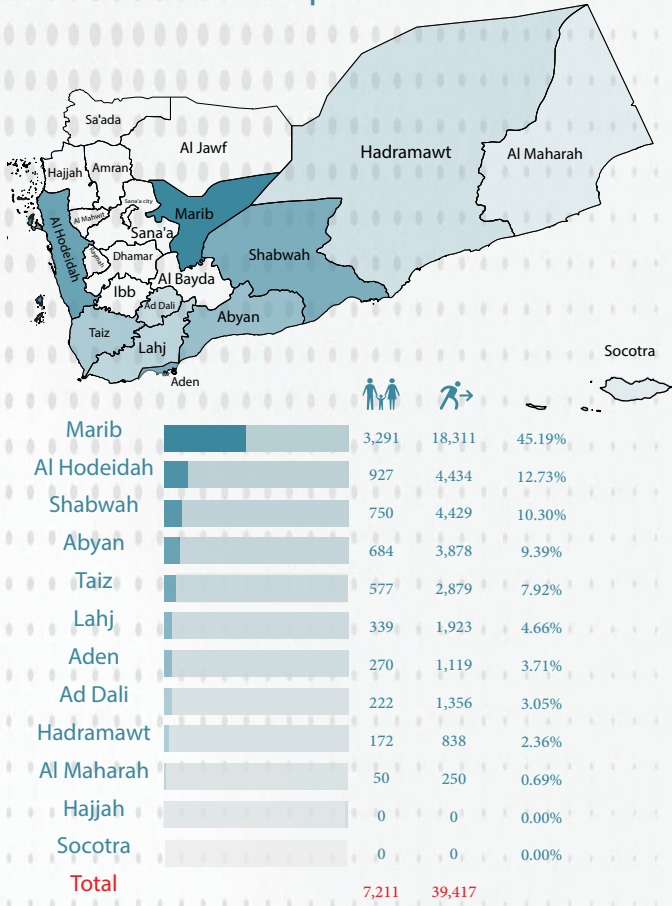 Sa'ada
Al Jawf
Hadramawt
Al Maharah
Hajjah
Amran
Sana'a city
Marib
Al Mahwit
Sana'a
Al Hodeidah
Dhamar
Shabwah
Al Bayda
Ibb
Ad Dali
Abyan
Taiz
Lahj
Aden
Socotra
Marib 3,291 18,311 45.19%
Al Hodeidah 927 4,434 12.73%
Shabwah 750 4,429 10.30%
Abyan 684 3,878 9.39%
Taiz 577 2,879 7.92%
Lahj 339 1,923 4.66%
Aden 270 1,119 3.71%
Ad Dali 222 1,356 3.05%
Hadramawt 172 838 2.36%
Al Maharah 50 250 0.69%
Hajjah 0 0 0.00%
Socotra 0 0 0.00%
Total 7,211 39,417